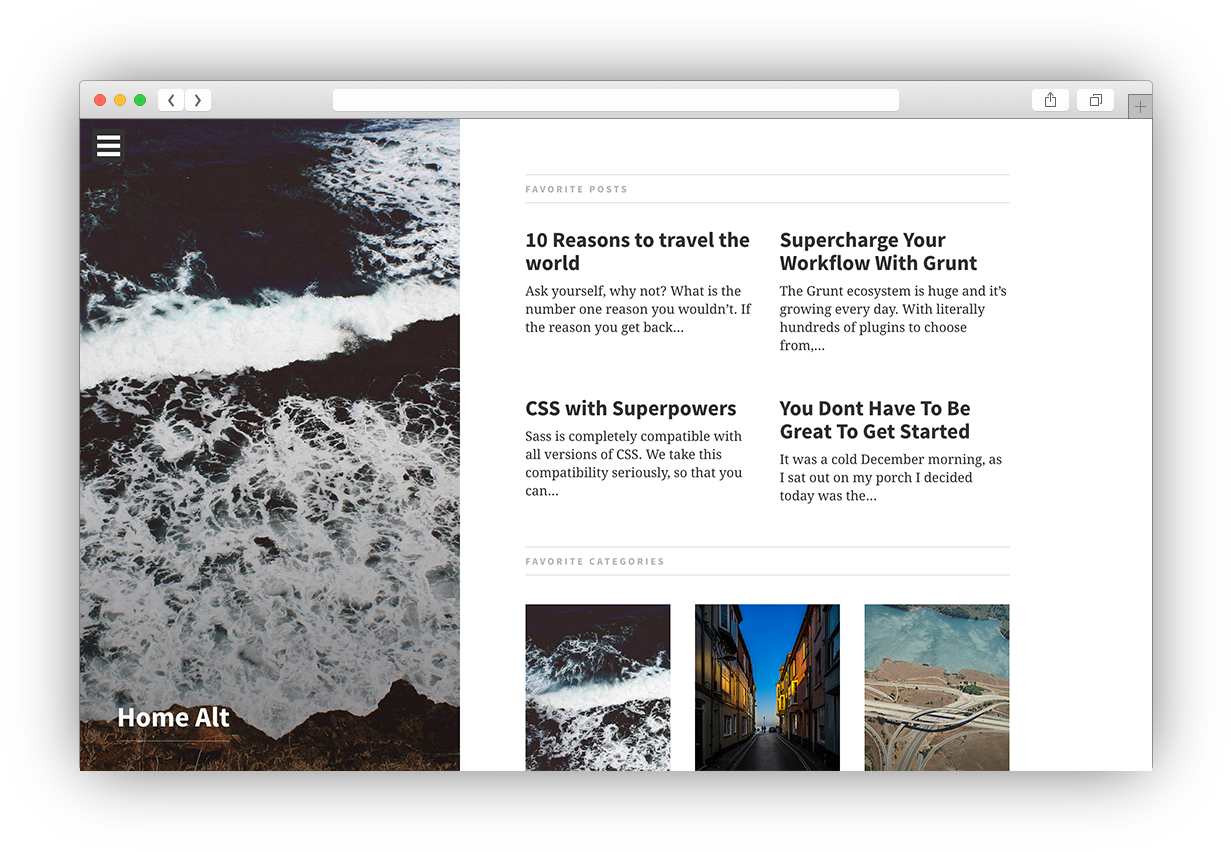 FAVORITE POSTS
10 Reasons to travel the
world
Ask yourself, why not? What is the
number one reason you wouldn’t. If
the reason you get back…
Supercharge Your
Workflow With Grunt
The Grunt ecosystem is huge and it’s
growing every day. With literally
hundreds of plugins to choose
from,…
CSS with Superpowers
Sass is completely compatible with
all versions of CSS. We take this
compatibility seriously, so that you
can…
You Dont Have To Be
Great To Get Started
It was a cold December morning, as
I sat out on my porch I decided
today was the…
FAVORITE CATEGORIES
Home Alt